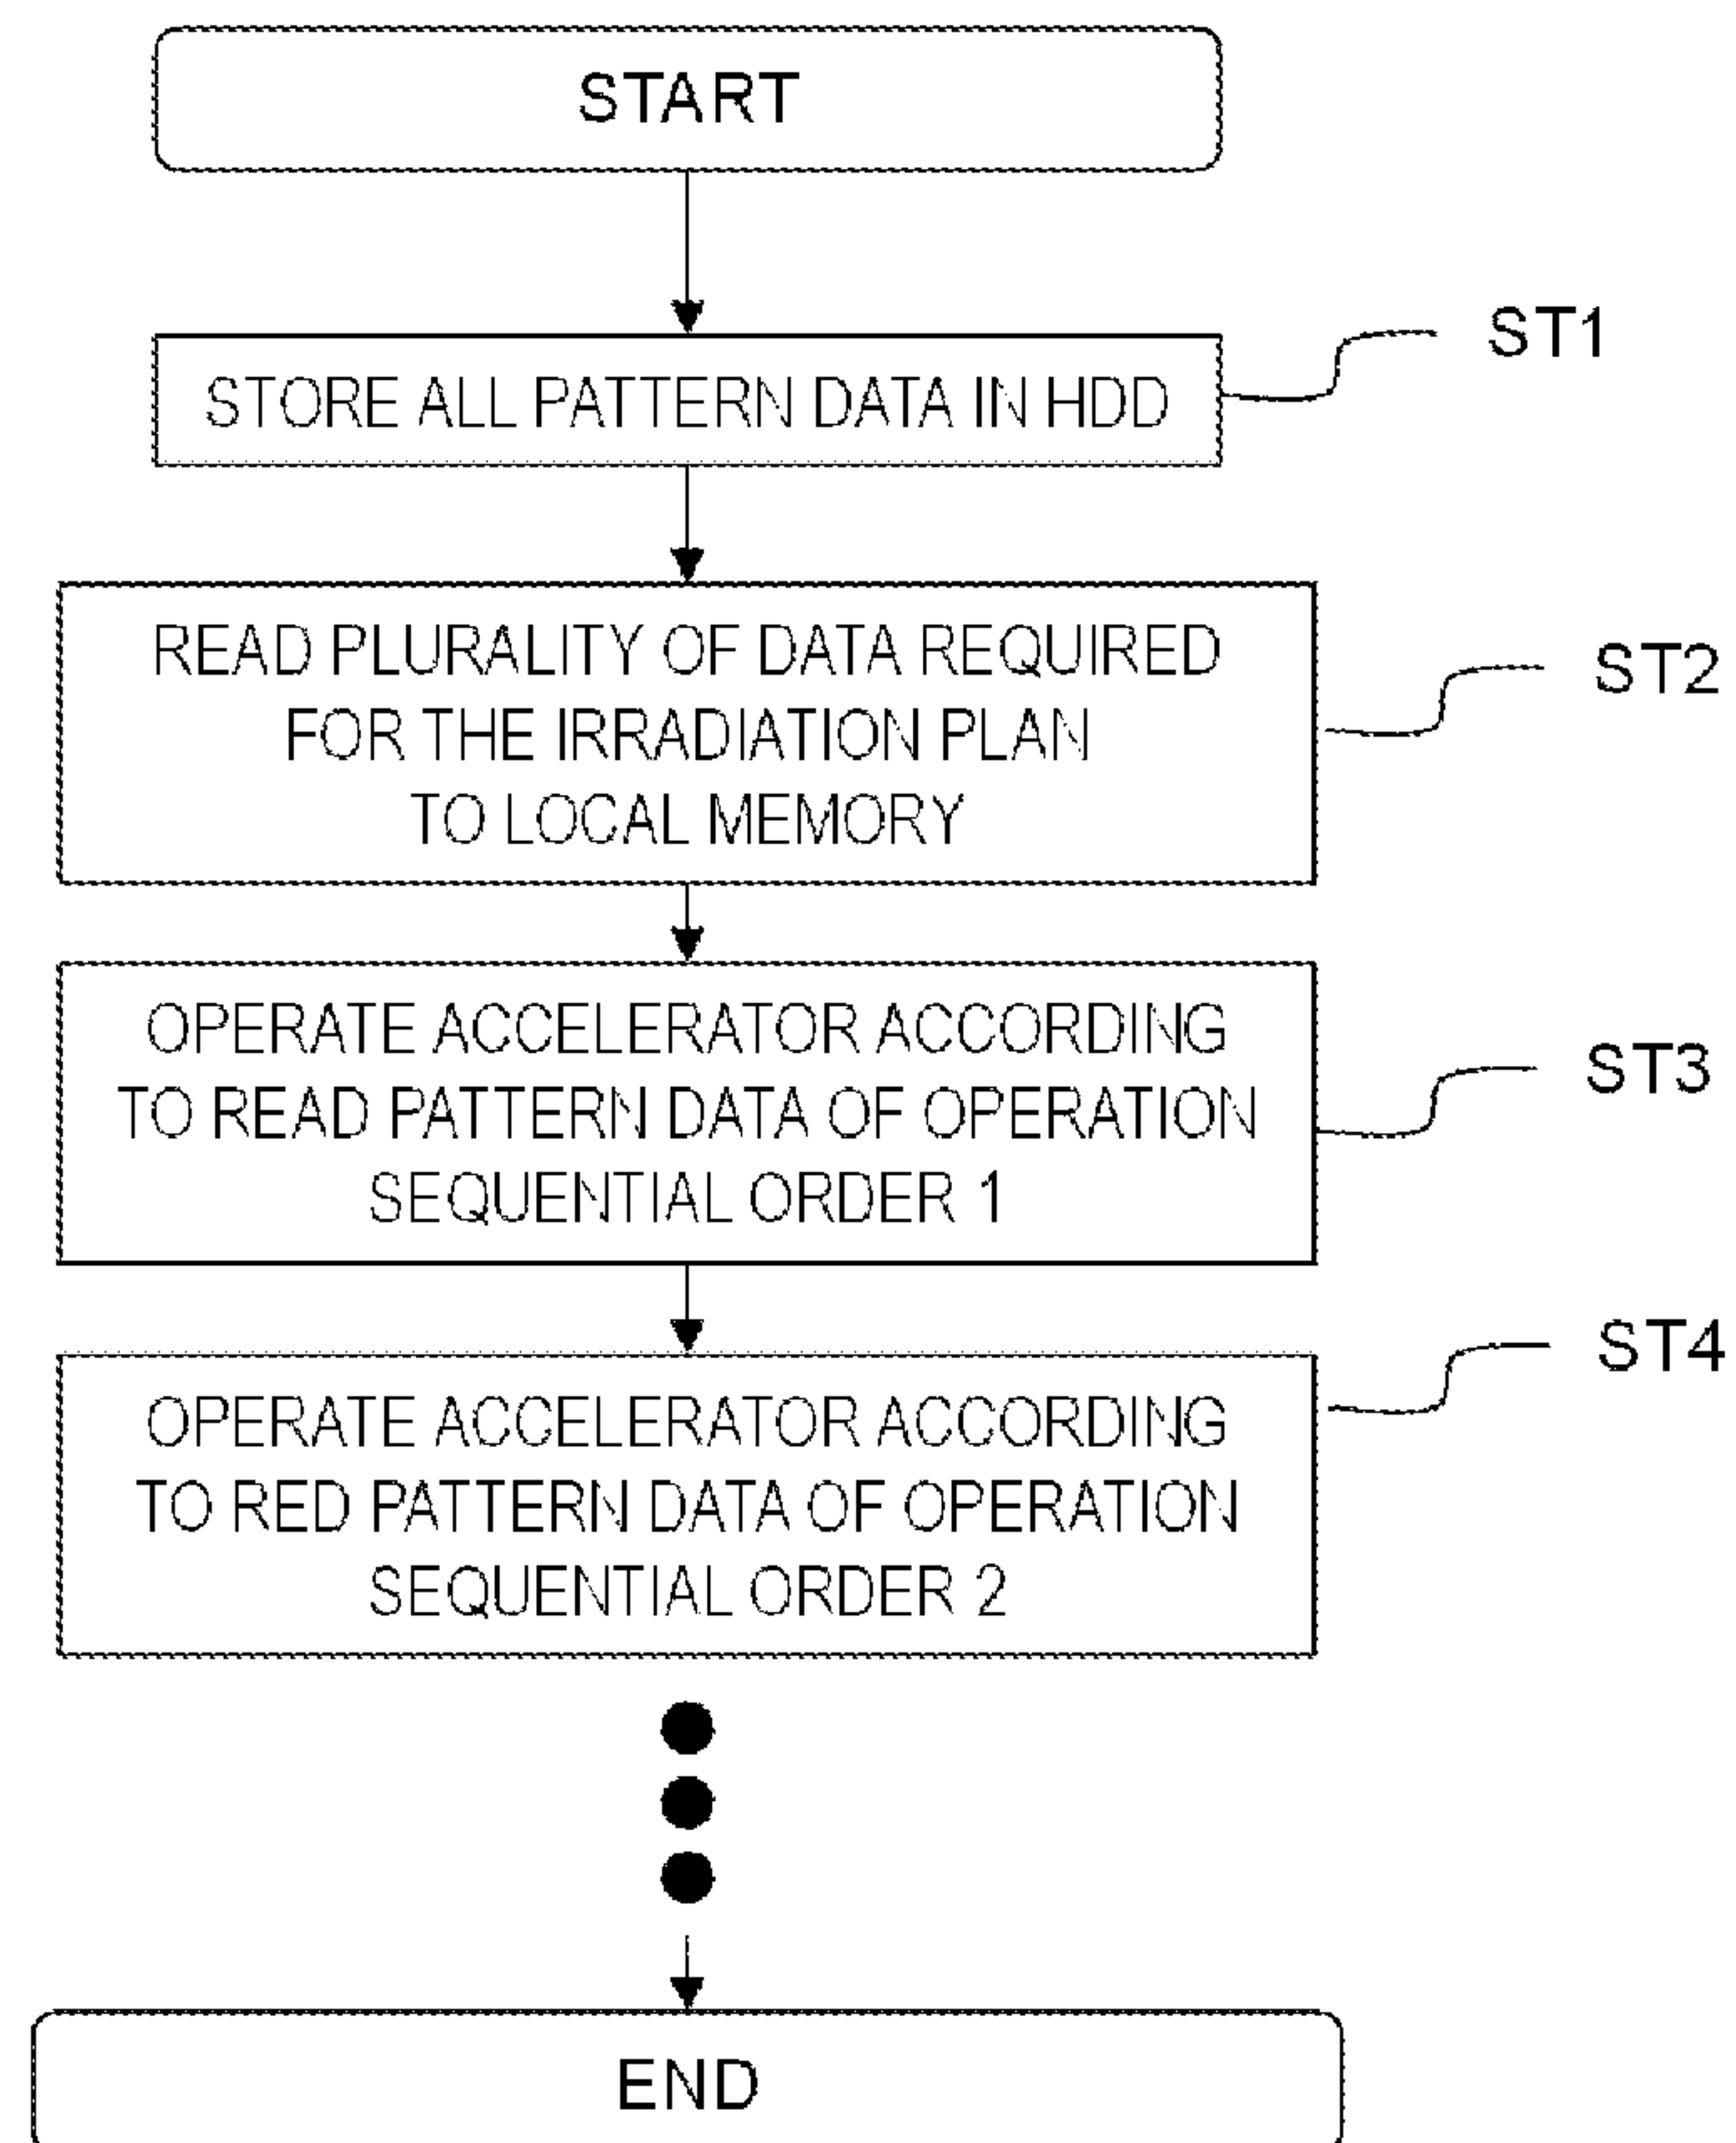 START
STORE ALL PATTERN DATA IN HDD
ST1
READ PLURALITY OF DATA REQUIRED
FOR THE IRRADIATION PLAN
TO LOCAL MEMORY
ST2
OPERATE ACCELERATOR ACCORDING
TO READ PATTERN DATA OF OPERATION
SEQUENTIAL ORDER 1
ST3
OPERATE ACCELERATOR ACCORDING
TO RED PATTERN DATA OF OPERATION
SEQUENTIAL ORDER 2
ST4
END